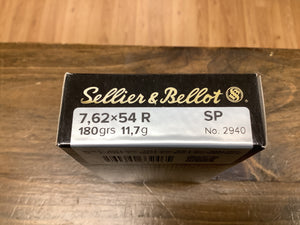 Sellier & Bellot S&B
7,62×54 R SP
180grs 11,7g No. 2940